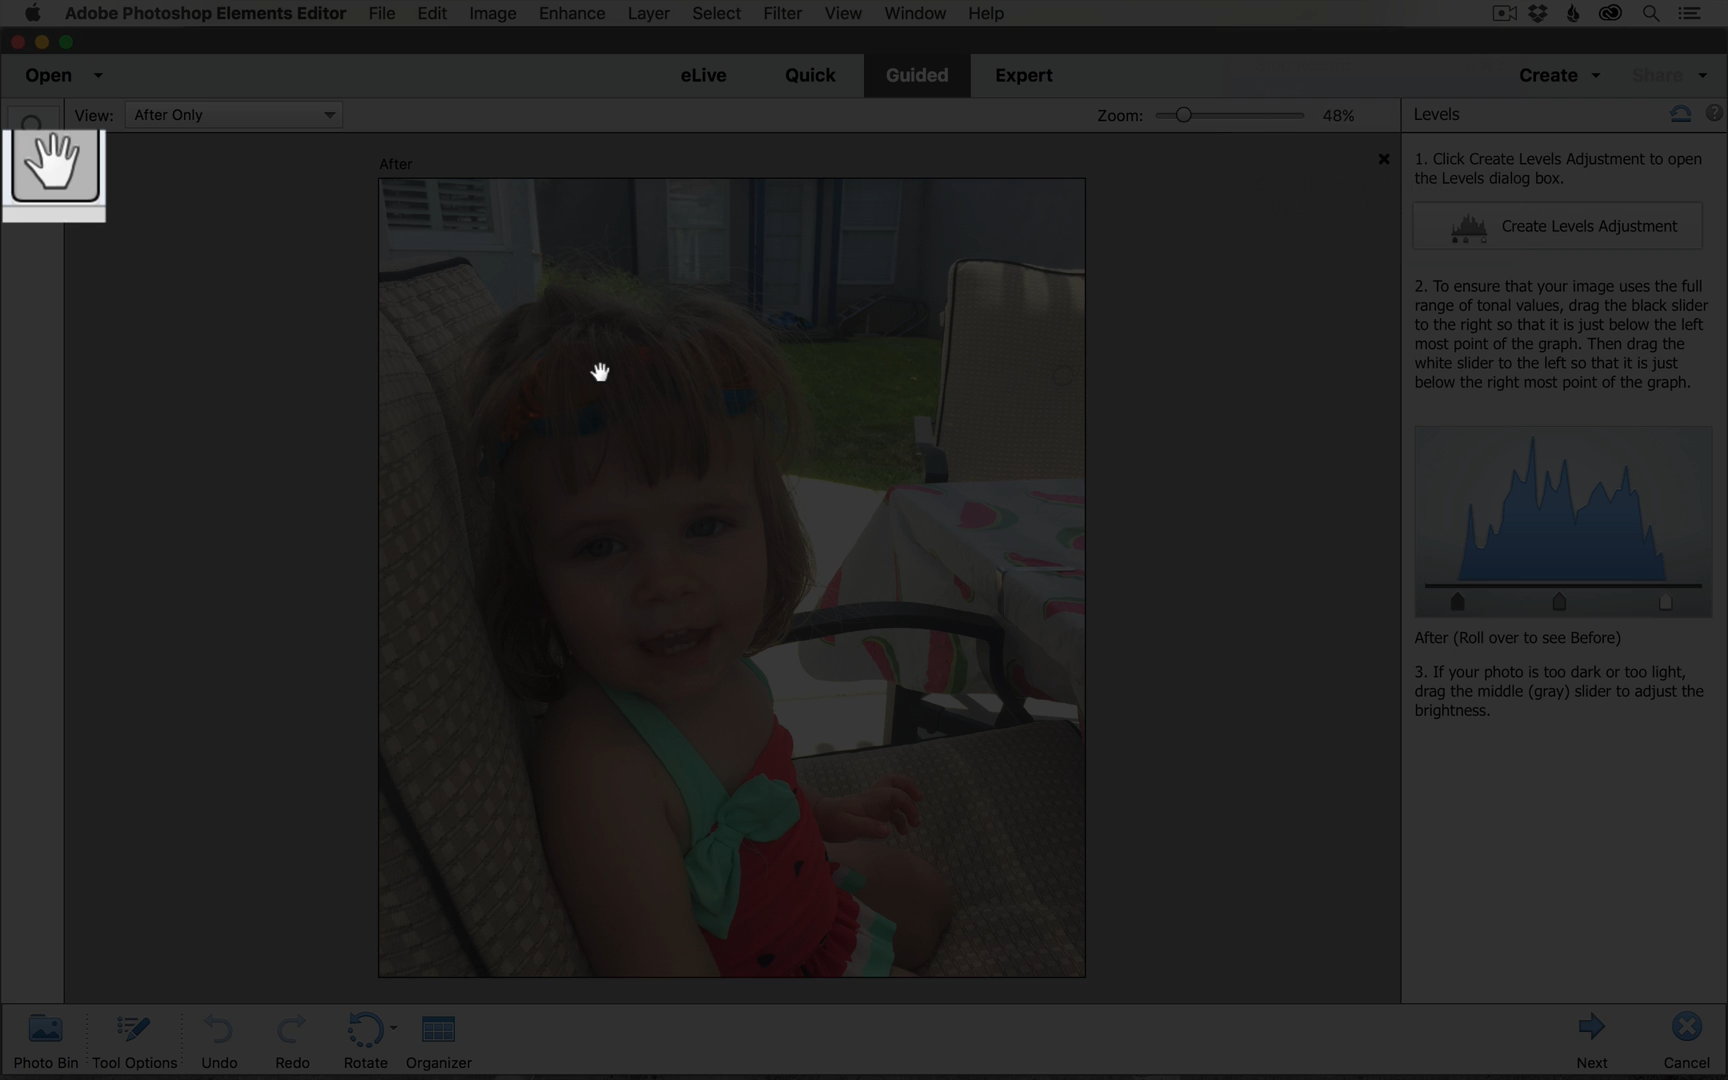 Adobe Photoshop Elements Editor File Edit Image Enhance Layer Select Filter View Window Help
Open eLive Quick Guided Expert Create Share
View: After Only Zoom: 48% Levels
After
1. Click Create Levels Adjustment to open
the Levels dialog box.
Create Levels Adjustment
2. To ensure that your image uses the full
range of tonal values, drag the black slider
to the right so that it is just below the left
most point of the graph. Then drag the
white slider to the left so that it is just
below the right most point of the graph.
After (Roll over to see Before)
3. If your photo is too dark or too light,
drag the middle (gray) slider to adjust the
brightness.
Photo Bin Tool Options Undo Redo Rotate Organizer Next Cancel